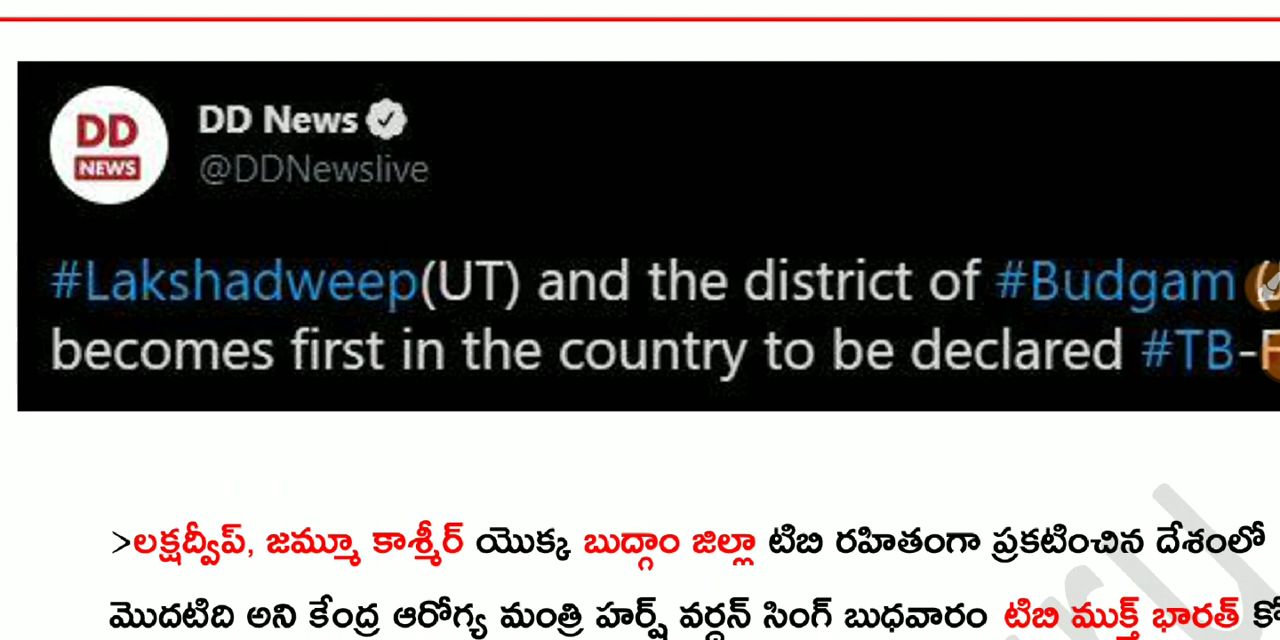 DD
NEWS
DD News
@DDNewslive
#Lakshadweep(UT) and the district of #Budgam
becomes first in the country to be declared #TB-F
>లక్షద్వీప్, జమ్మూ కాశ్మీర్ యొక్క బుద్గాం జిల్లా టిబి రహితంగా ప్రకటించిన దేశంలో
మొదటిది అని కేంద్ర ఆరోగ్య మంత్రి హర్ష్ వర్ధన్ సింగ్ బుధవారం టిబి ముక్త్ భారత్ కో